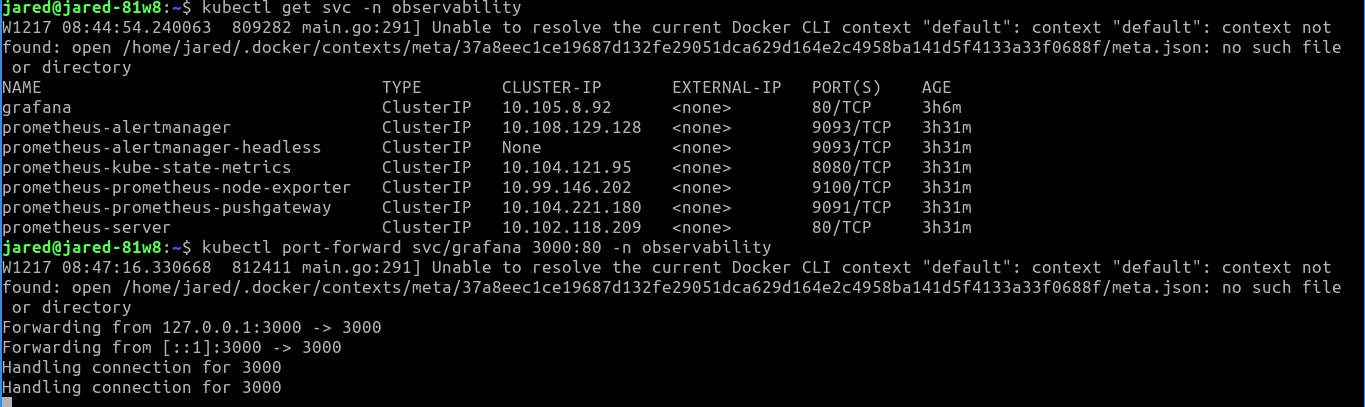 jared@jared-81w8:~$ kubectl get svc -n observability
W1217 08:44:54.240063  809282 main.go:291] Unable to resolve the current Docker CLI context "default": context "default": context not
found: open /home/jared/.docker/contexts/meta/37a8eec1ce19687d132fe29051dca629d164e2c4958ba141d5f4133a33f0688f/meta.json: no such file
 or directory
NAME                                  TYPE        CLUSTER-IP       EXTERNAL-IP   PORT(S)    AGE
grafana                               ClusterIP   10.105.8.92      <none>        80/TCP     3h6m
prometheus-alertmanager               ClusterIP   10.108.129.128   <none>        9093/TCP   3h31m
prometheus-alertmanager-headless      ClusterIP   None             <none>        9093/TCP   3h31m
prometheus-kube-state-metrics         ClusterIP   10.104.121.95    <none>        8080/TCP   3h31m
prometheus-prometheus-node-exporter   ClusterIP   10.99.146.202    <none>        9100/TCP   3h31m
prometheus-prometheus-pushgateway     ClusterIP   10.104.221.180   <none>        9091/TCP   3h31m
prometheus-server                     ClusterIP   10.102.118.209   <none>        80/TCP     3h31m
jared@jared-81w8:~$ kubectl port-forward svc/grafana 3000:80 -n observability
W1217 08:47:16.330668  812411 main.go:291] Unable to resolve the current Docker CLI context "default": context "default": context not
found: open /home/jared/.docker/contexts/meta/37a8eec1ce19687d132fe29051dca629d164e2c4958ba141d5f4133a33f0688f/meta.json: no such file
 or directory
Forwarding from 127.0.0.1:3000 -> 3000
Forwarding from [::1]:3000 -> 3000
Handling connection for 3000
Handling connection for 3000